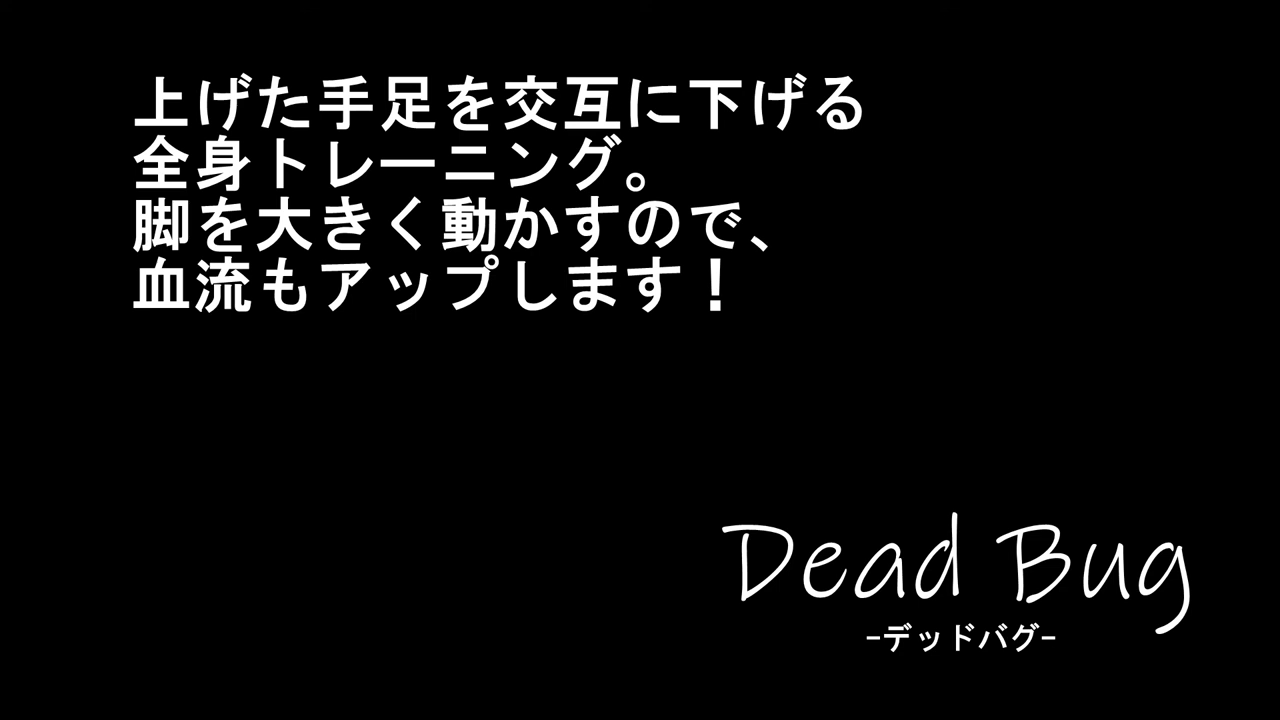 上げた手足を交互に下げる
全身トレーニング。
脚を大きく動かすので、
血流もアップします！
Dead Bug
-デッドバグ-